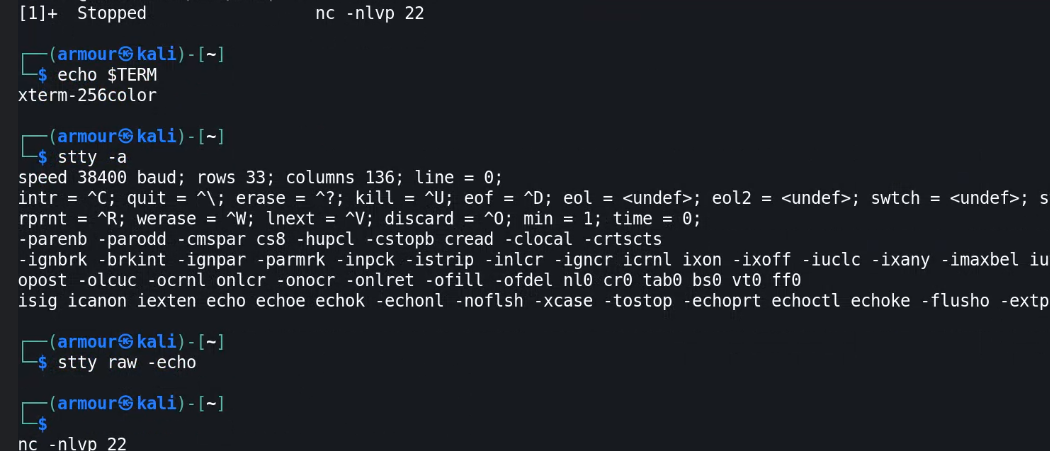 [1]+  Stopped                 nc -nlvp 22
┌──(armour㉿kali)-[~]
└─$ echo $TERM
xterm-256color
┌──(armour㉿kali)-[~]
└─$ stty -a
speed 38400 baud; rows 33; columns 136; line = 0;
intr = ^C; quit = ^\; erase = ^?; kill = ^U; eof = ^D; eol = <undef>; eol2 = <undef>; swtch = <undef>; s
rprnt = ^R; werase = ^W; lnext = ^V; discard = ^O; min = 1; time = 0;
-parenb -parodd -cmspar cs8 -hupcl -cstopb cread -clocal -crtscts
-ignbrk -brkint -ignpar -parmrk -inpck -istrip -inlcr -igncr icrnl ixon -ixoff -iuclc -ixany -imaxbel iu
opost -olcuc -ocrnl onlcr -onocr -onlret -ofill -ofdel nl0 cr0 tab0 bs0 vt0 ff0
isig icanon iexten echo echoe echok -echonl -noflsh -xcase -tostop -echoprt echoctl echoke -flusho -extp
┌──(armour㉿kali)-[~]
└─$ stty raw -echo
┌──(armour㉿kali)-[~]
└─$
nc -nlvp 22